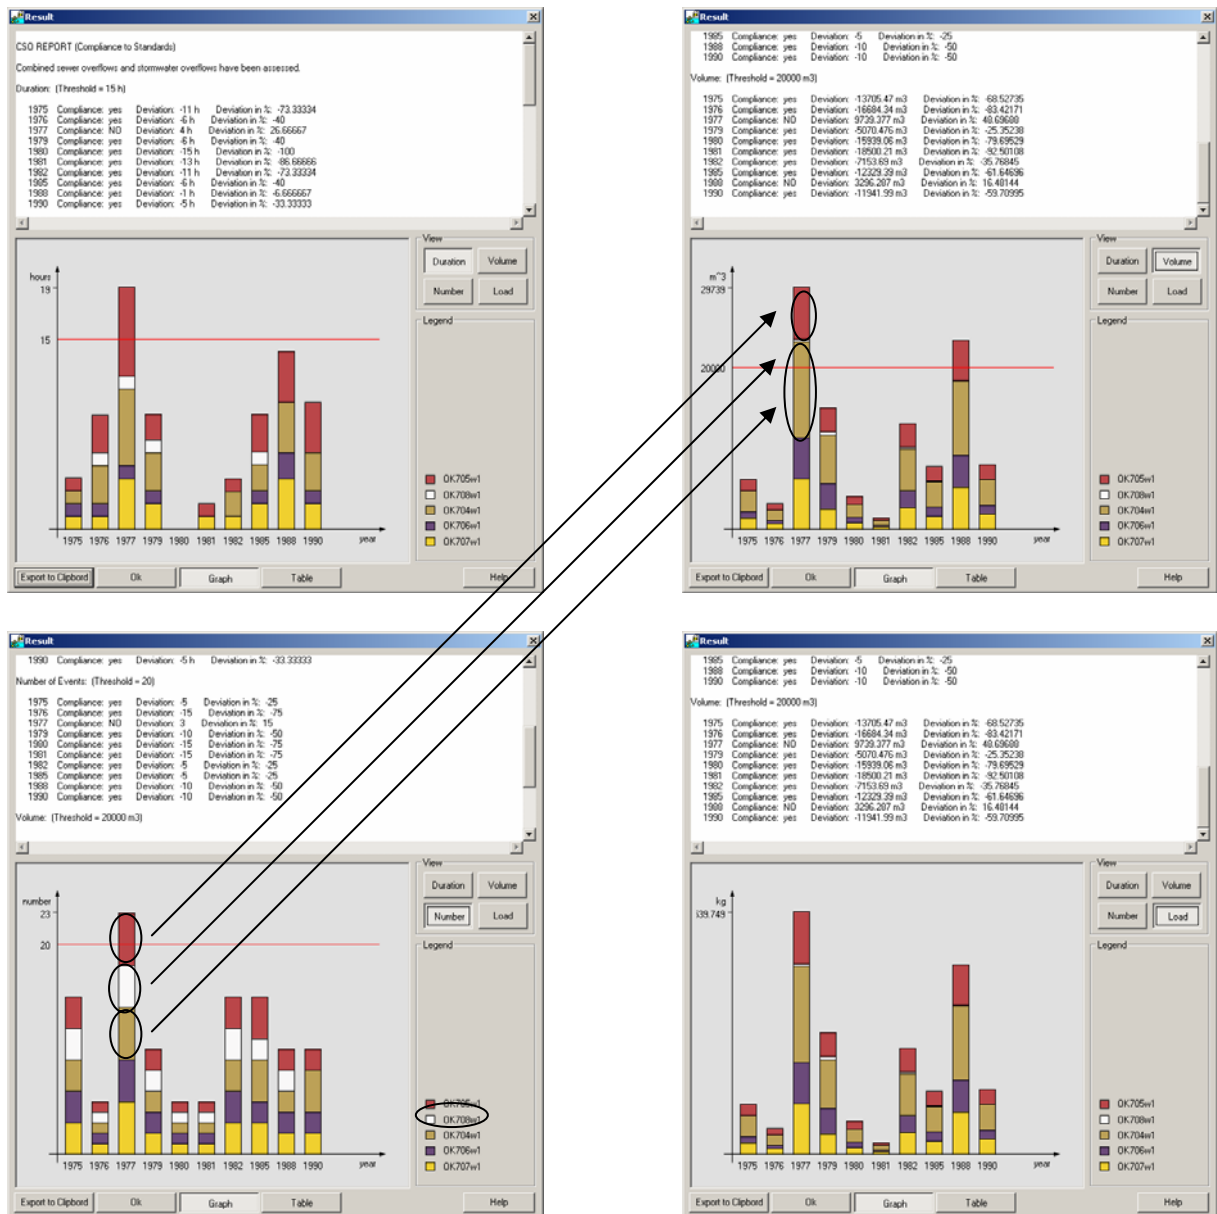 Result
CSO REPORT (Compliance to Standards)
Combined sewer overflows and stormwater overflows have been assessed.
Duration: (Threshold = 15 h)
1975 Compliance: yes Deviation: -11 h Deviation in %: -73.33334
1976 Compliance: yes Deviation: -6 h Deviation in %: -40
1977 Compliance: NO Deviation: 4 h Deviation in %: 26.66667
1979 Compliance: yes Deviation: -6 h Deviation in %: -40
1980 Compliance: yes Deviation: -15 h Deviation in %: -100
1981 Compliance: yes Deviation: -13 h Deviation in %: -86.66666
1982 Compliance: yes Deviation: -11 h Deviation in %: -73.33334
1985 Compliance: yes Deviation: -6 h Deviation in %: -40
1988 Compliance: yes Deviation: -1 h Deviation in %: -6.666667
1990 Compliance: yes Deviation: -5 h Deviation in %: -33.33333
View
Duration Volume
Number Load
Legend
hours
19
15
OK705w1
OK708w1
OK704w1
OK706w1
OK707w1
1975 1976 1977 1979 1980 1981 1982 1985 1988 1990 year
Export to Clipbord Ok Graph Table Help
Result
1985 Compliance: yes Deviation: -5 Deviation in %: -25
1988 Compliance: yes Deviation: -10 Deviation in %: -50
1990 Compliance: yes Deviation: -10 Deviation in %: -50
Volume: (Threshold = 20000 m3)
1975 Compliance: yes Deviation: -13705.47 m3 Deviation in %: -68.52735
1976 Compliance: yes Deviation: -16684.34 m3 Deviation in %: -83.42171
1977 Compliance: NO Deviation: 9739.377 m3 Deviation in %: 48.69688
1979 Compliance: yes Deviation: -5070.476 m3 Deviation in %: -25.35238
1980 Compliance: yes Deviation: -15939.06 m3 Deviation in %: -79.69529
1981 Compliance: yes Deviation: -18500.21 m3 Deviation in %: -92.50108
1982 Compliance: yes Deviation: -7153.69 m3 Deviation in %: -35.76845
1985 Compliance: yes Deviation: -12329.39 m3 Deviation in %: -61.64696
1988 Compliance: NO Deviation: 3296.287 m3 Deviation in %: 16.48144
1990 Compliance: yes Deviation: -11941.99 m3 Deviation in %: -59.70995
View
Duration Volume
Number Load
Legend
m^3
29739
20000
OK705w1
OK708w1
OK704w1
OK706w1
OK707w1
1975 1976 1977 1979 1980 1981 1982 1985 1988 1990 year
Export to Clipbord Ok Graph Table Help
Result
1990 Compliance: yes Deviation: -5 h Deviation in %: -33.33333
Number of Events: (Threshold = 20)
1975 Compliance: yes Deviation: -5 Deviation in %: -25
1976 Compliance: yes Deviation: -15 Deviation in %: -75
1977 Compliance: NO Deviation: 3 Deviation in %: 15
1979 Compliance: yes Deviation: -10 Deviation in %: -50
1980 Compliance: yes Deviation: -15 Deviation in %: -75
1981 Compliance: yes Deviation: -15 Deviation in %: -75
1982 Compliance: yes Deviation: -5 Deviation in %: -25
1985 Compliance: yes Deviation: -5 Deviation in %: -25
1988 Compliance: yes Deviation: -10 Deviation in %: -50
1990 Compliance: yes Deviation: -10 Deviation in %: -50
Volume: (Threshold = 20000 m3)
View
Duration Volume
Number Load
Legend
number
23
20
OK705w1
OK708w1
OK704w1
OK706w1
OK707w1
1975 1976 1977 1979 1980 1981 1982 1985 1988 1990 year
Export to Clipbord Ok Graph Table Help
Result
1985 Compliance: yes Deviation: -5 Deviation in %: -25
1988 Compliance: yes Deviation: -10 Deviation in %: -50
1990 Compliance: yes Deviation: -10 Deviation in %: -50
Volume: (Threshold = 20000 m3)
1975 Compliance: yes Deviation: -13705.47 m3 Deviation in %: -68.52735
1976 Compliance: yes Deviation: -16684.34 m3 Deviation in %: -83.42171
1977 Compliance: NO Deviation: 9739.377 m3 Deviation in %: 48.69688
1979 Compliance: yes Deviation: -5070.476 m3 Deviation in %: -25.35238
1980 Compliance: yes Deviation: -15939.06 m3 Deviation in %: -79.69529
1981 Compliance: yes Deviation: -18500.21 m3 Deviation in %: -92.50108
1982 Compliance: yes Deviation: -7153.69 m3 Deviation in %: -35.76845
1985 Compliance: yes Deviation: -12329.39 m3 Deviation in %: -61.64696
1988 Compliance: NO Deviation: 3296.287 m3 Deviation in %: 16.48144
1990 Compliance: yes Deviation: -11941.99 m3 Deviation in %: -59.70995
View
Duration Volume
Number Load
Legend
kg
39.749
OK705w1
OK708w1
OK704w1
OK706w1
OK707w1
1975 1976 1977 1979 1980 1981 1982 1985 1988 1990 year
Export to Clipbord Ok Graph Table Help